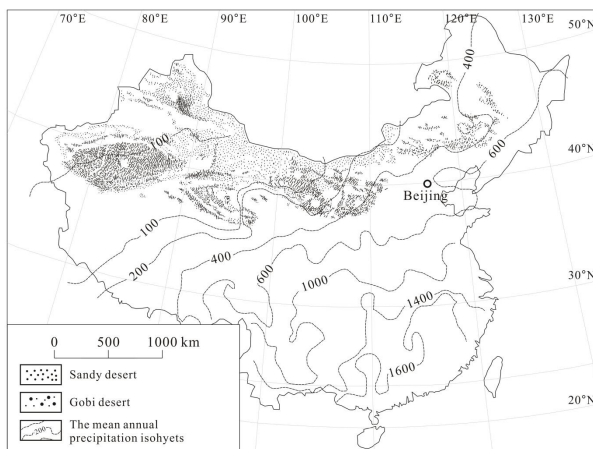 70°E 80°E 90°E 100°E 110°E 120°E 130°E 50°N
400
100
600
40°N
Beijing
100
400
200
600
1000
30°N
1400
1600
20°N
0 500 1000 km
Sandy desert
Gobi desert
200
The mean annual
precipitation isohyets